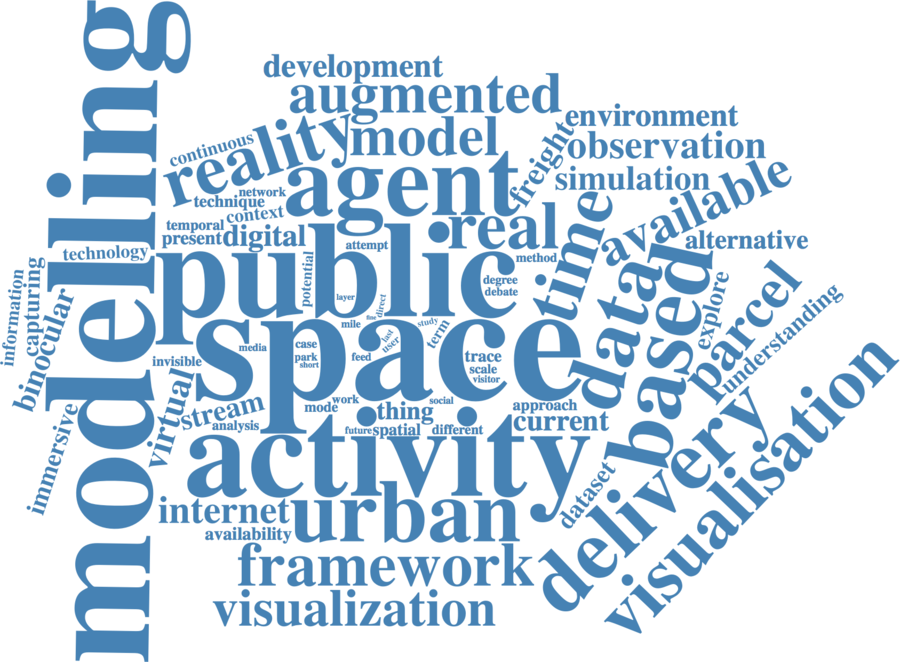 modelling
development
augmented
environment
reality
model
observation
continuous
freight
simulation
agent
available
network
technique
context
temporal
real
time
present
digital
attempt
alternative
technology
public
method
data
based
potential
degree
debate
explore
information
capturing
binocular
layer
direct
fine
mile
study
parcel
understanding
space
term
last
user
media
case
park
short
feed
trace
scale
visitor
invisible
virtual
stream
analysis
mode
work
social
thing
approach
current
future
spatial
different
immersive
activity
dataset
delivery
visualisation
internet
urban
availability
framework
visualization